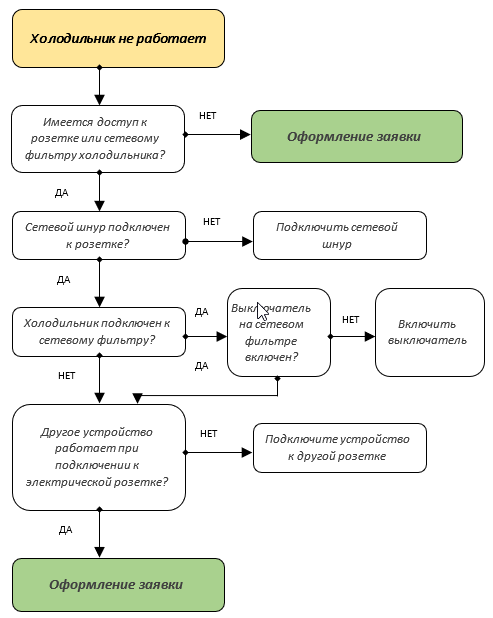 Холодильник не работает
Имеется доступ к
розетке или сетевому
фильтру холодильника?
НЕТ
Оформление заявки
ДА
Сетевой шнур подключен
к розетке?
НЕТ
Подключить сетевой
шнур
ДА
Холодильник подключен к
сетевому фильтру?
ДА
Выключатель
на сетевом
фильтре
включен?
НЕТ
Включить
выключатель
ДА
НЕТ
Другое устройство
работает при
подключении к
электрической розетке?
НЕТ
Подключите устройство
к другой розетке
ДА
Оформление заявки